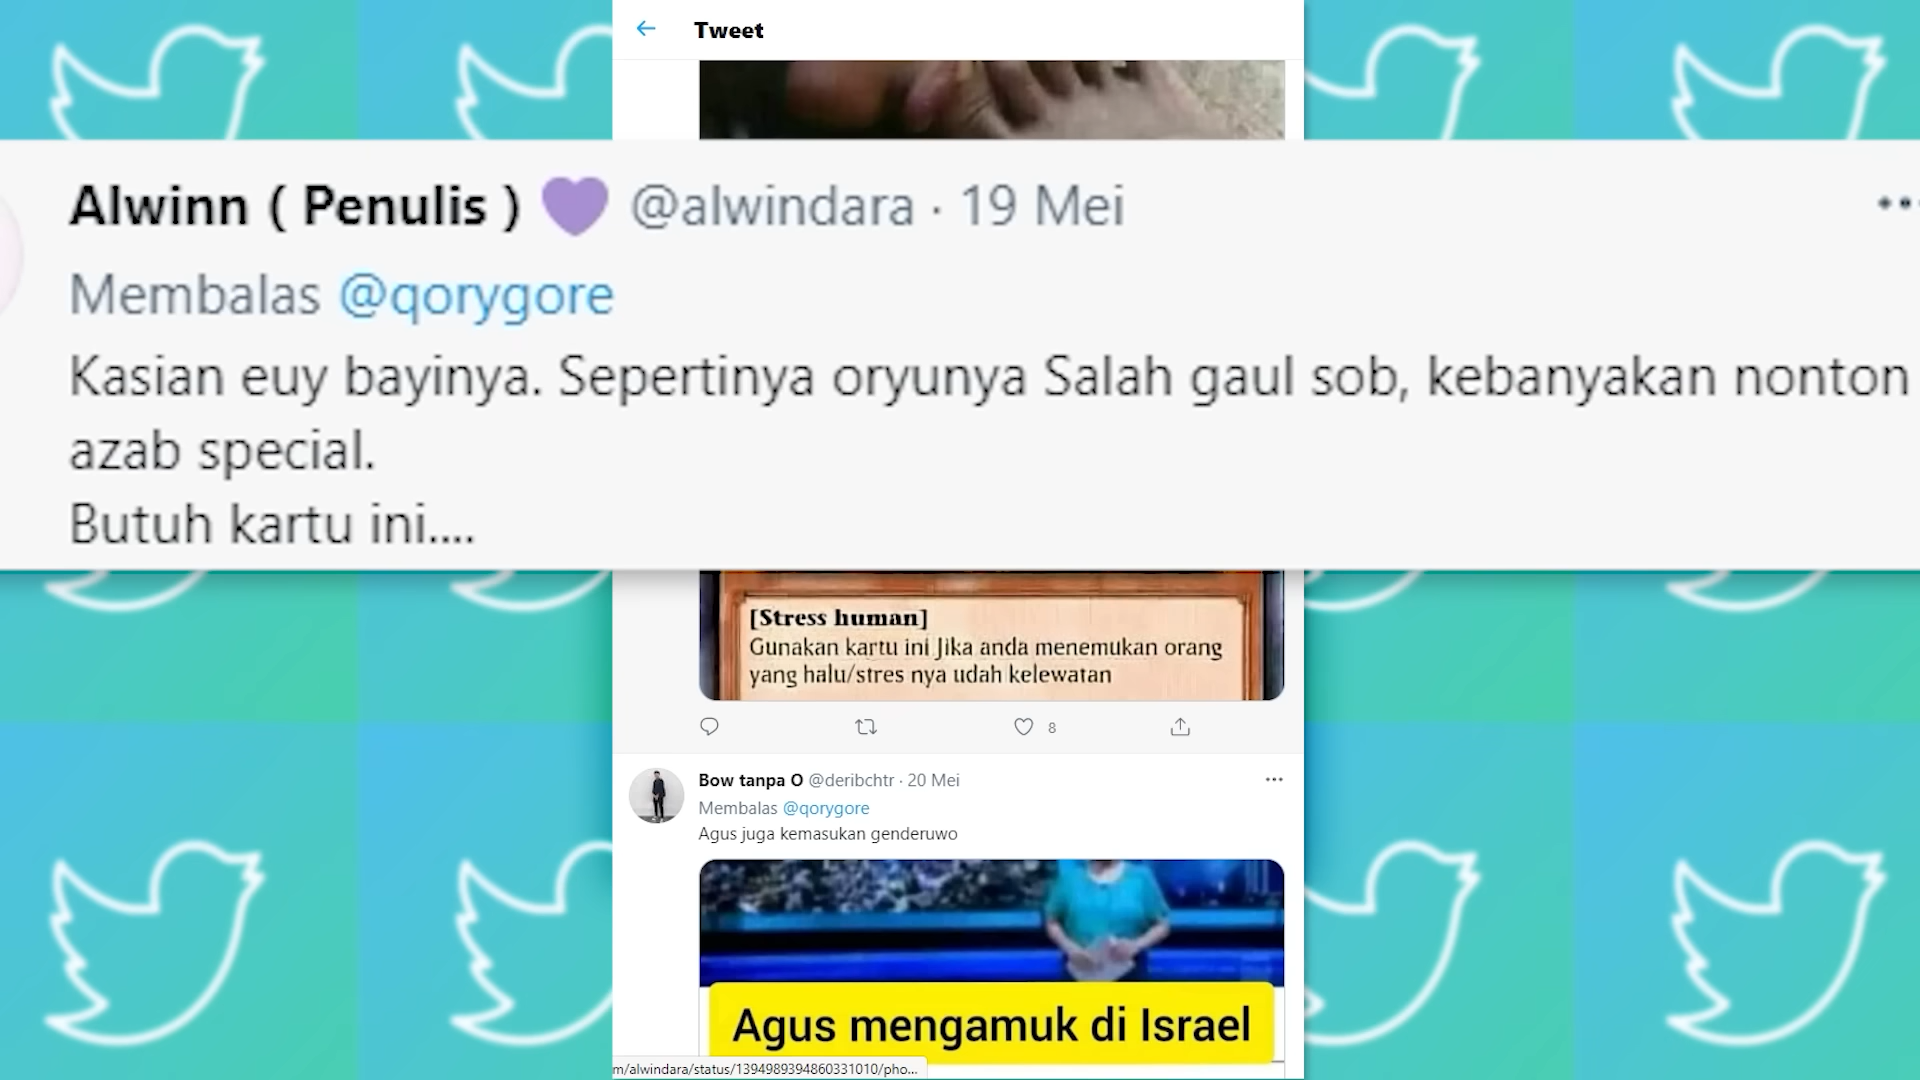 Tweet
Alwinn ( Penulis ) 💜 @alwindara · 19 Mei
Membalas @qorygore
Kasian euy bayinya. Sepertinya oryunya Salah gaul sob, kebanyakan nonton
azab special.
Butuh kartu ini....
[Stress human]
Gunakan kartu ini Jika anda menemukan orang
yang halu/stres nya udah kelewatan
8
Bow tanpa O @deribchtr · 20 Mei
Membalas @qorygore
Agus juga kemasukan genderuwo
Agus mengamuk di Israel
m/alwindara/status/1394989394860331010/pho...